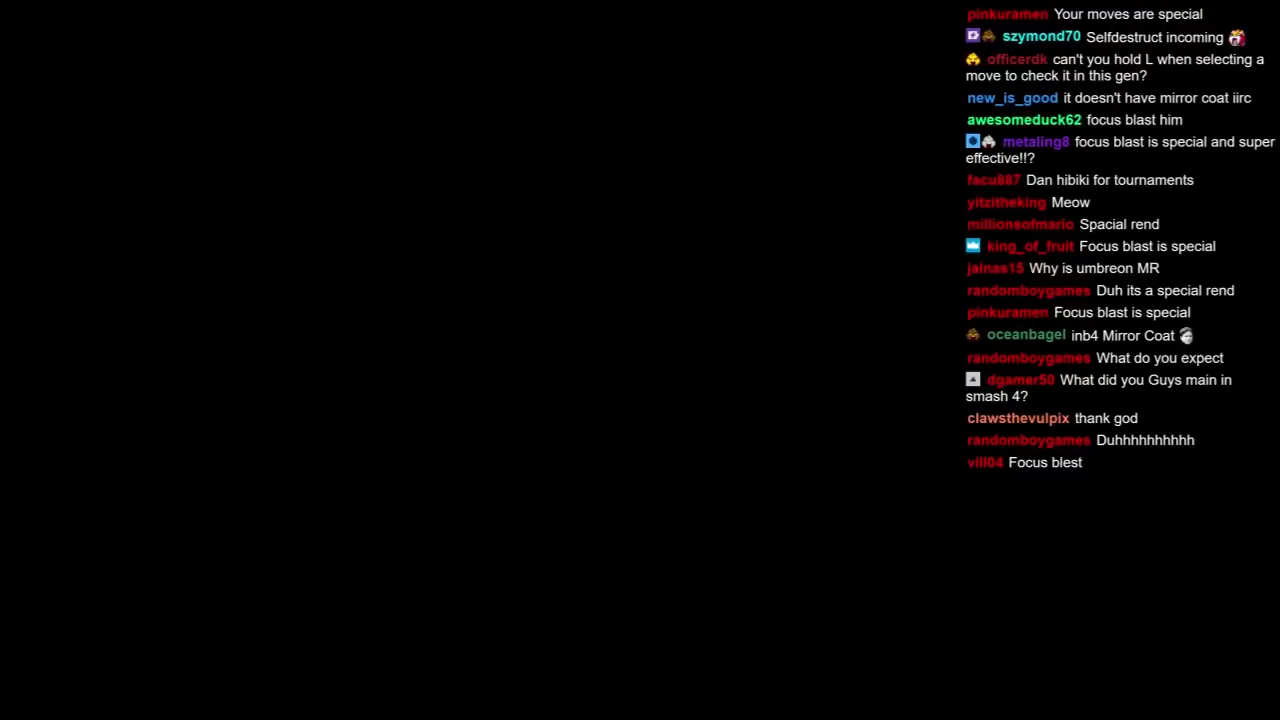 pinkuramen Your moves are special
szymond70 Selfdestruct incoming
officerdk can't you hold L when selecting a
move to check it in this gen?
new_is_good it doesn't have mirror coat iirc
awesomeduck62 focus blast him
metaling8 focus blast is special and super
effective!!?
facu887 Dan hibiki for tournaments
yitzitheking Meow
millionsofmario Spacial rend
king_of_fruit Focus blast is special
jalnas15 Why is umbreon MR
randomboygames Duh its a special rend
pinkuramen Focus blast is special
oceanbagel inb4 Mirror Coat
randomboygames What do you expect
dgamer50 What did you Guys main in
smash 4?
clawsthevulpix thank god
randomboygames Duhhhhhhhhhh
vill04 Focus blest